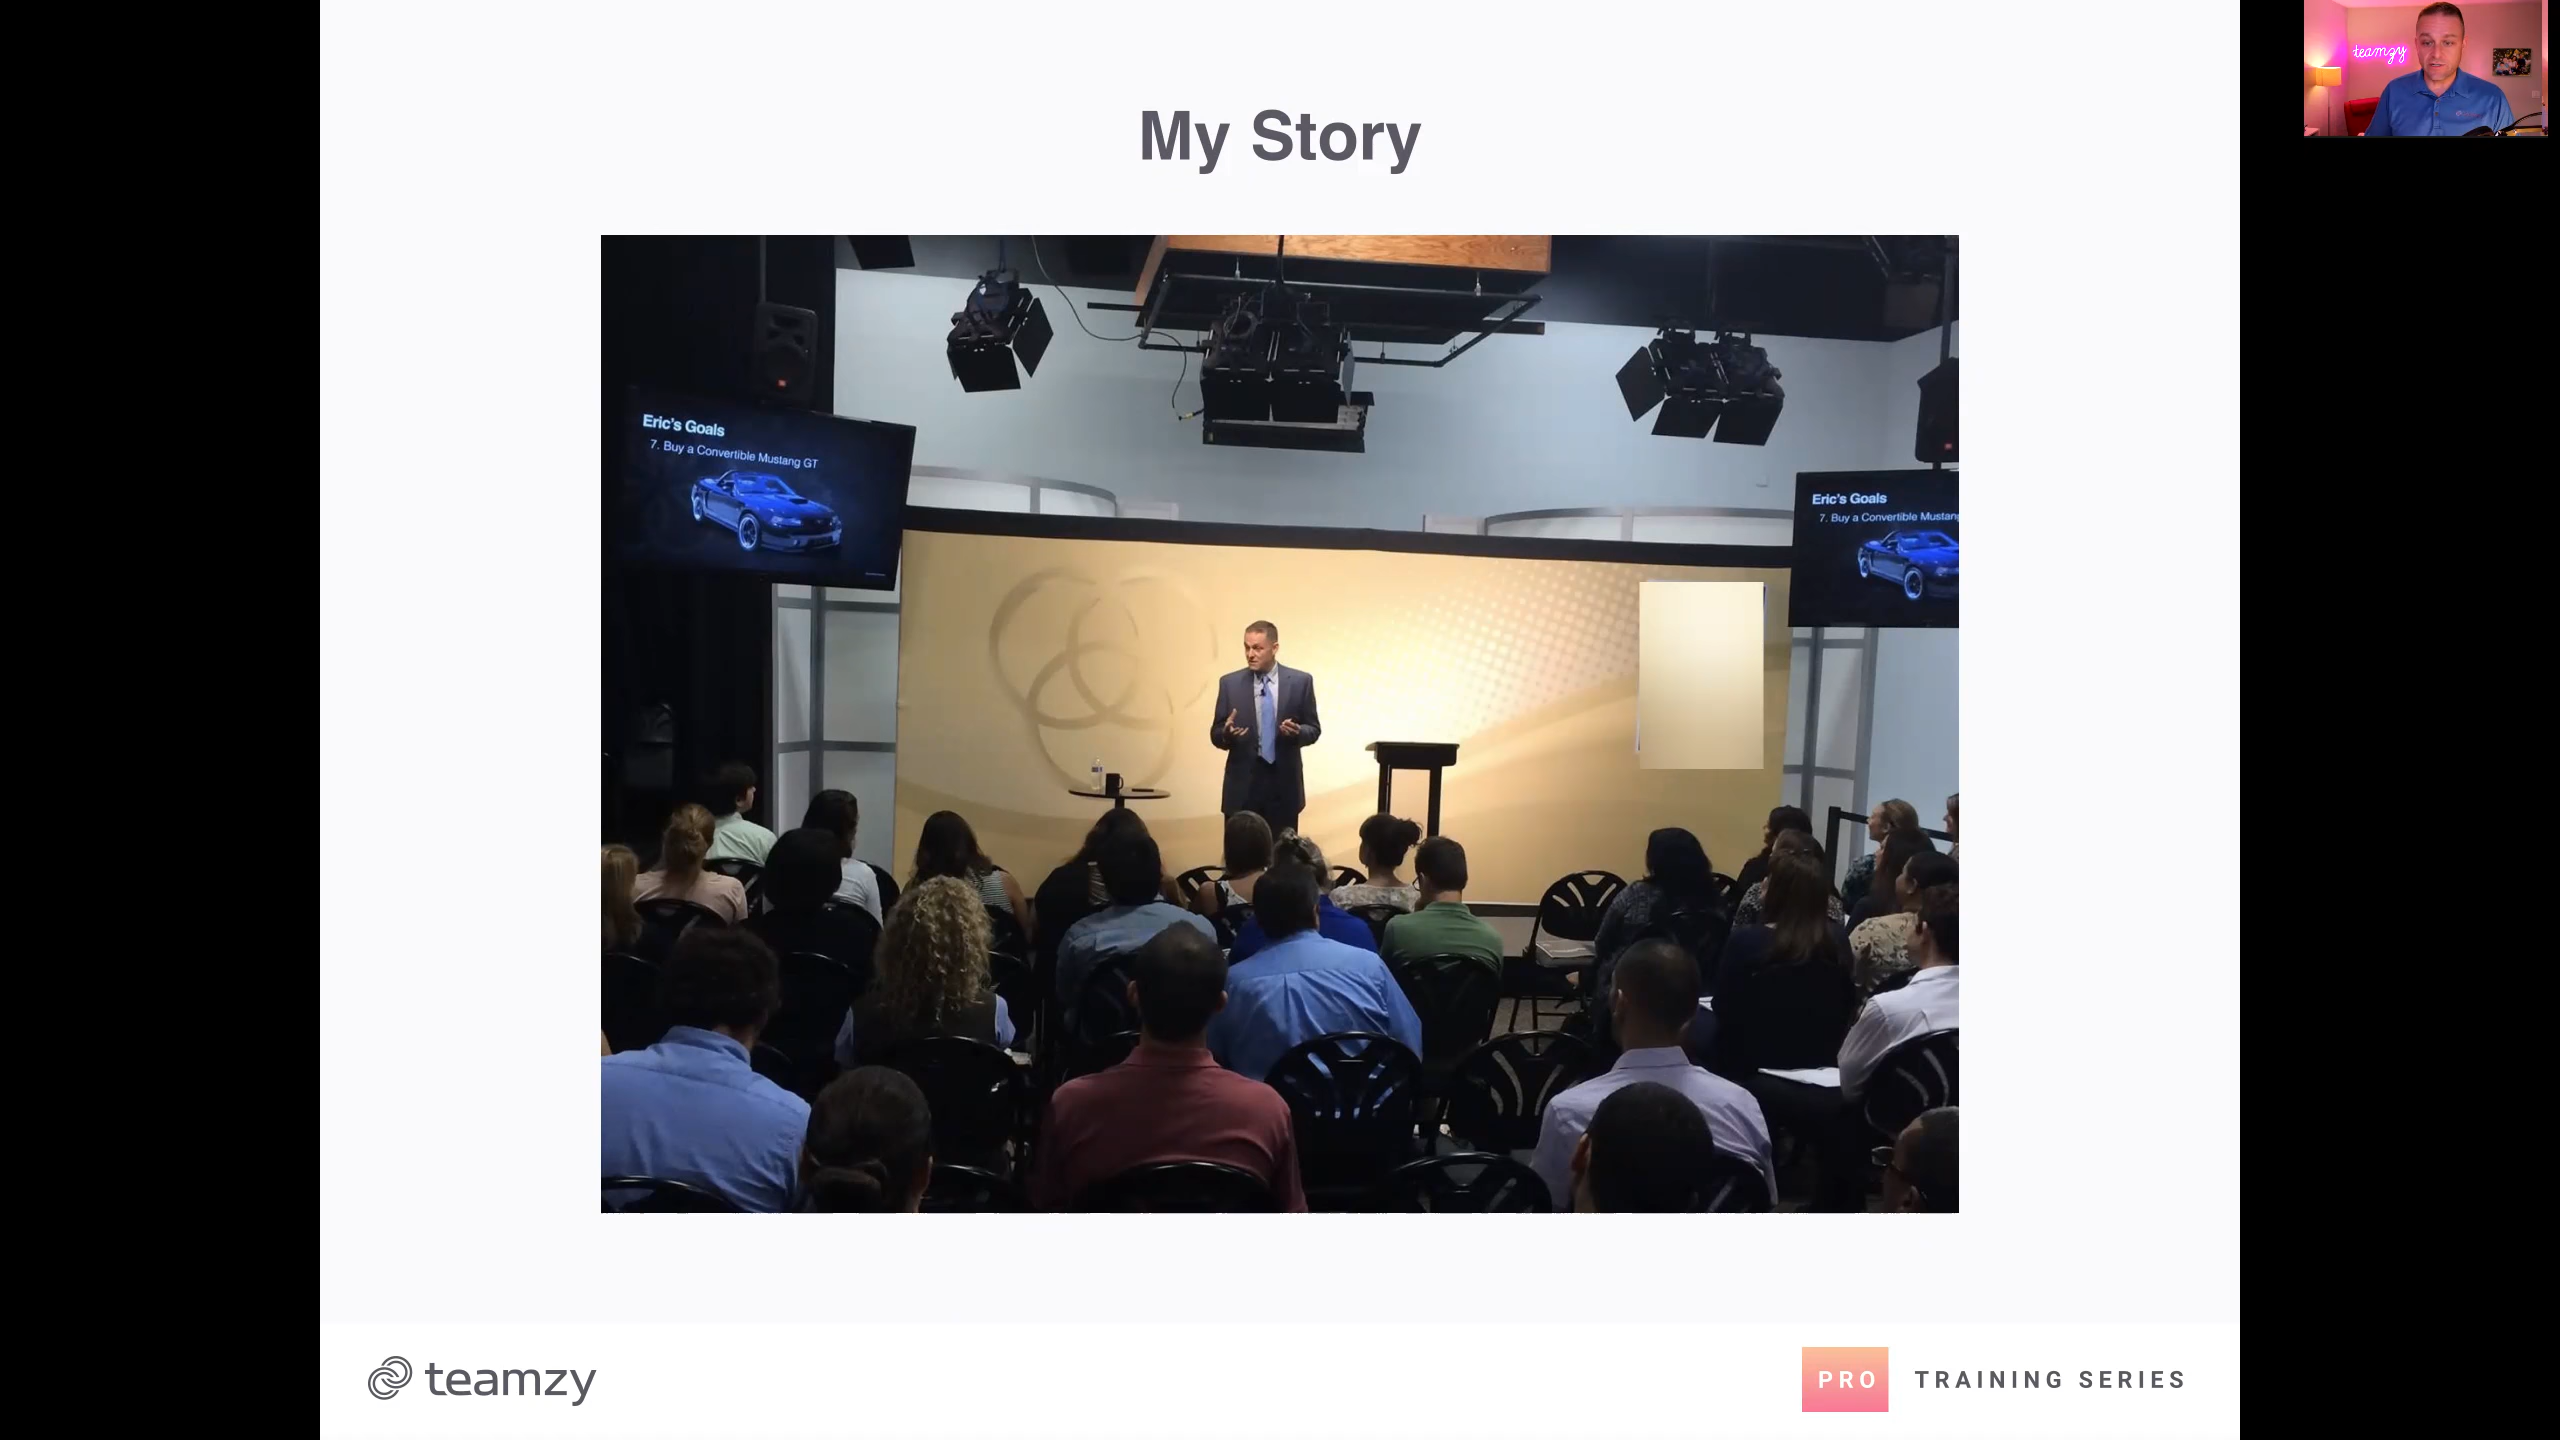 My Story
teamzy
Eric's Goals
7. Buy a Convertible Mustang GT
Eric's Goals
7. Buy a Convertible Mustang
teamzy
PRO TRAINING SERIES